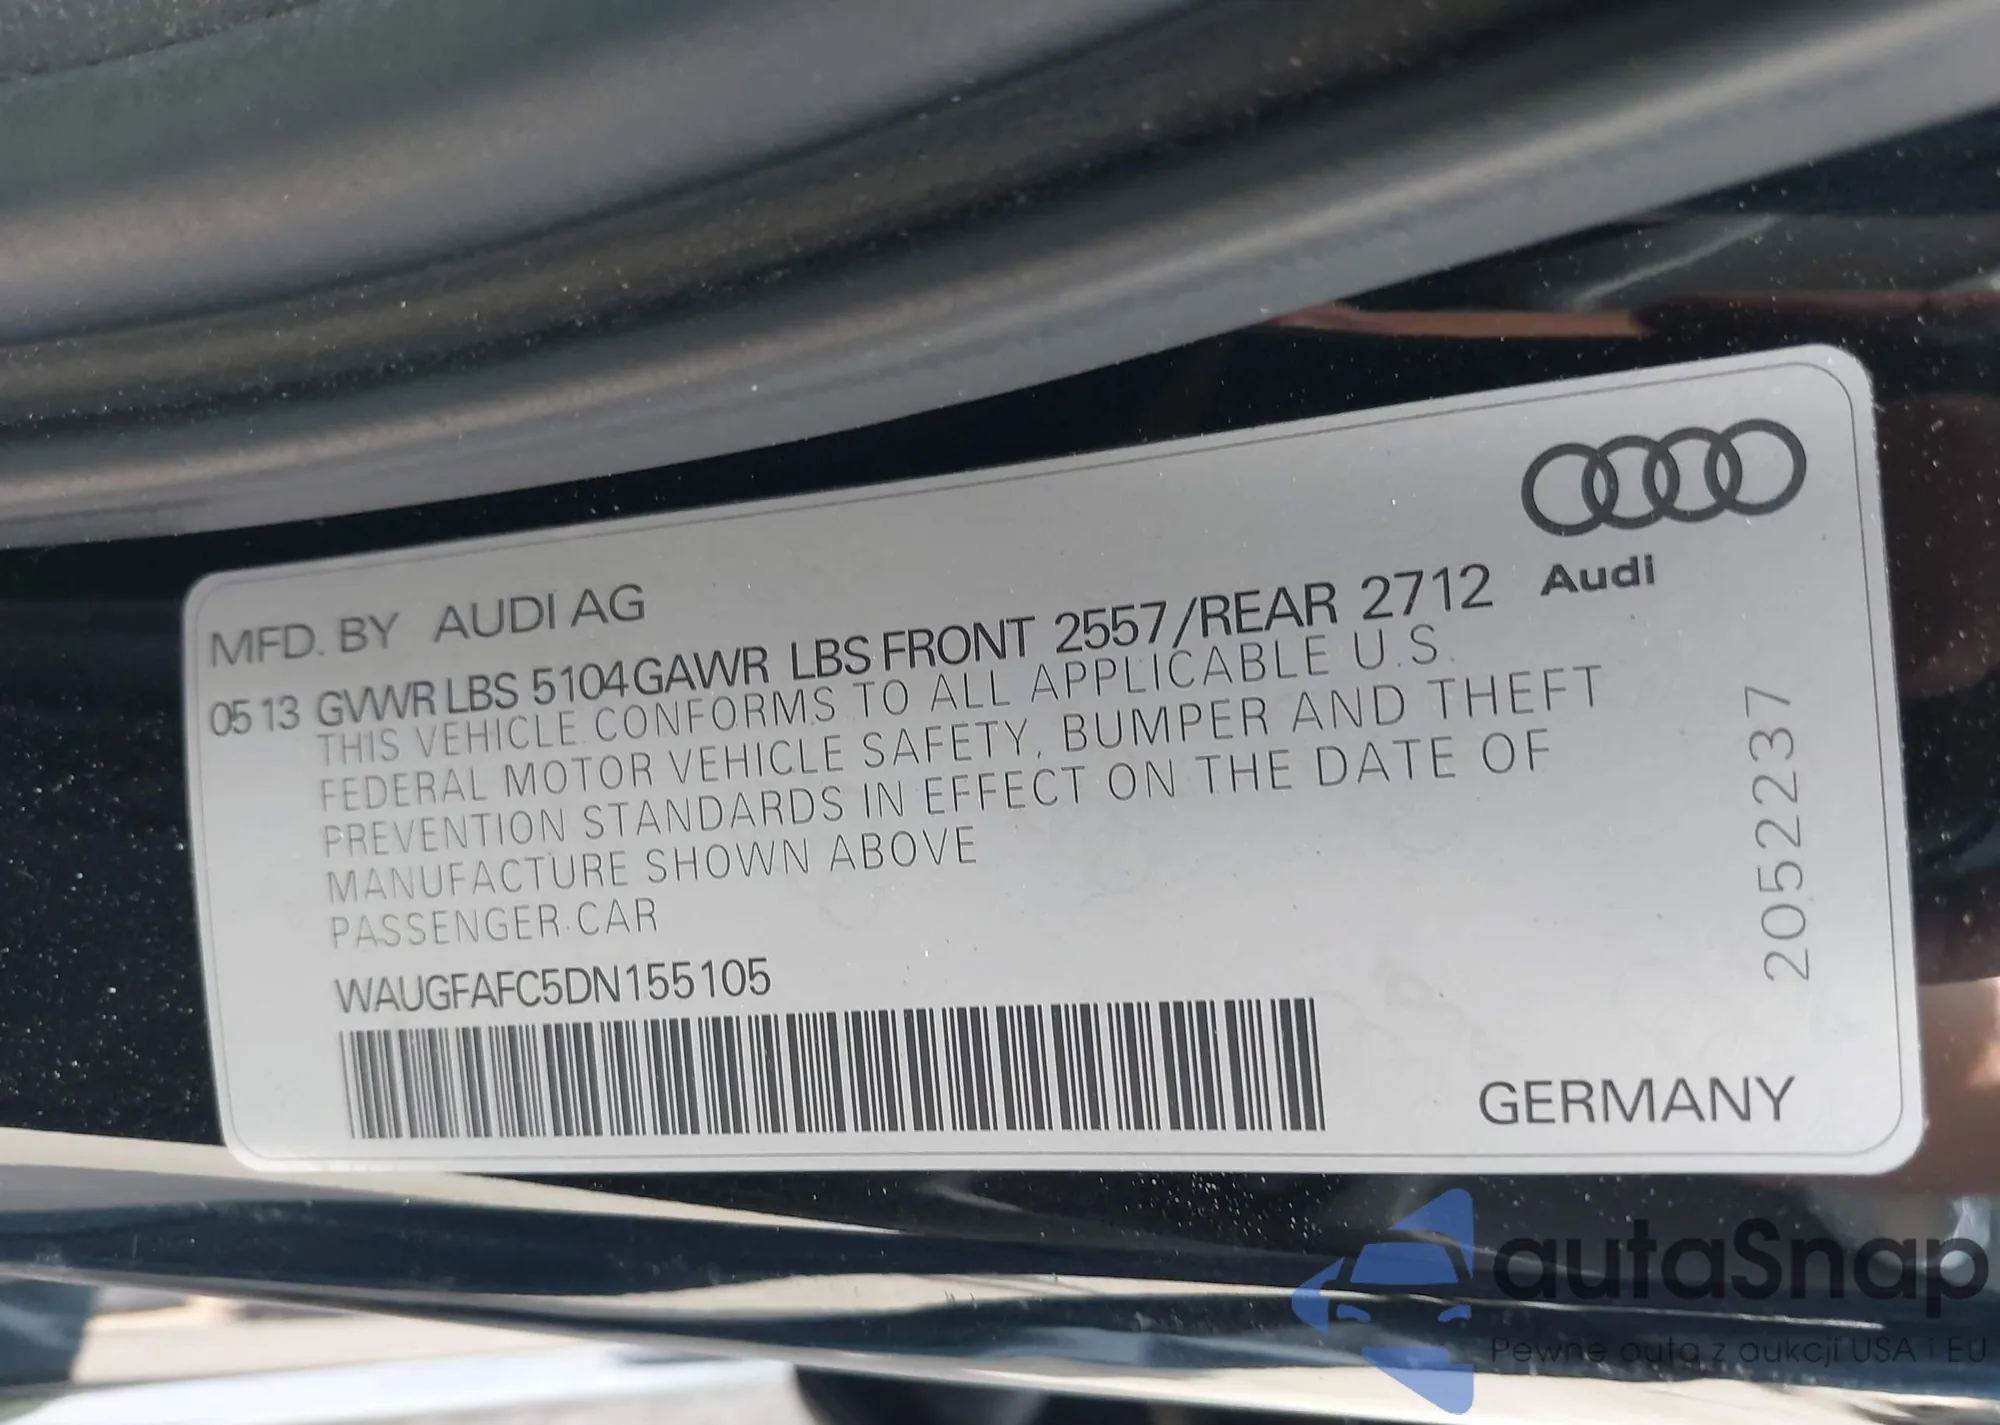 MFD. BY AUDI AG
05 13 GVWR LBS 5104 GAWR LBS FRONT 2557/REAR 2712
Audi
THIS VEHICLE CONFORMS TO ALL APPLICABLE U.S.
FEDERAL MOTOR VEHICLE SAFETY, BUMPER AND THEFT
PREVENTION STANDARDS IN EFFECT ON THE DATE OF
MANUFACTURE SHOWN ABOVE
PASSENGER CAR
WAUGFAFC5DN155105
2052237
GERMANY
autaSnap
Pewne auta z aukcji USA i EU